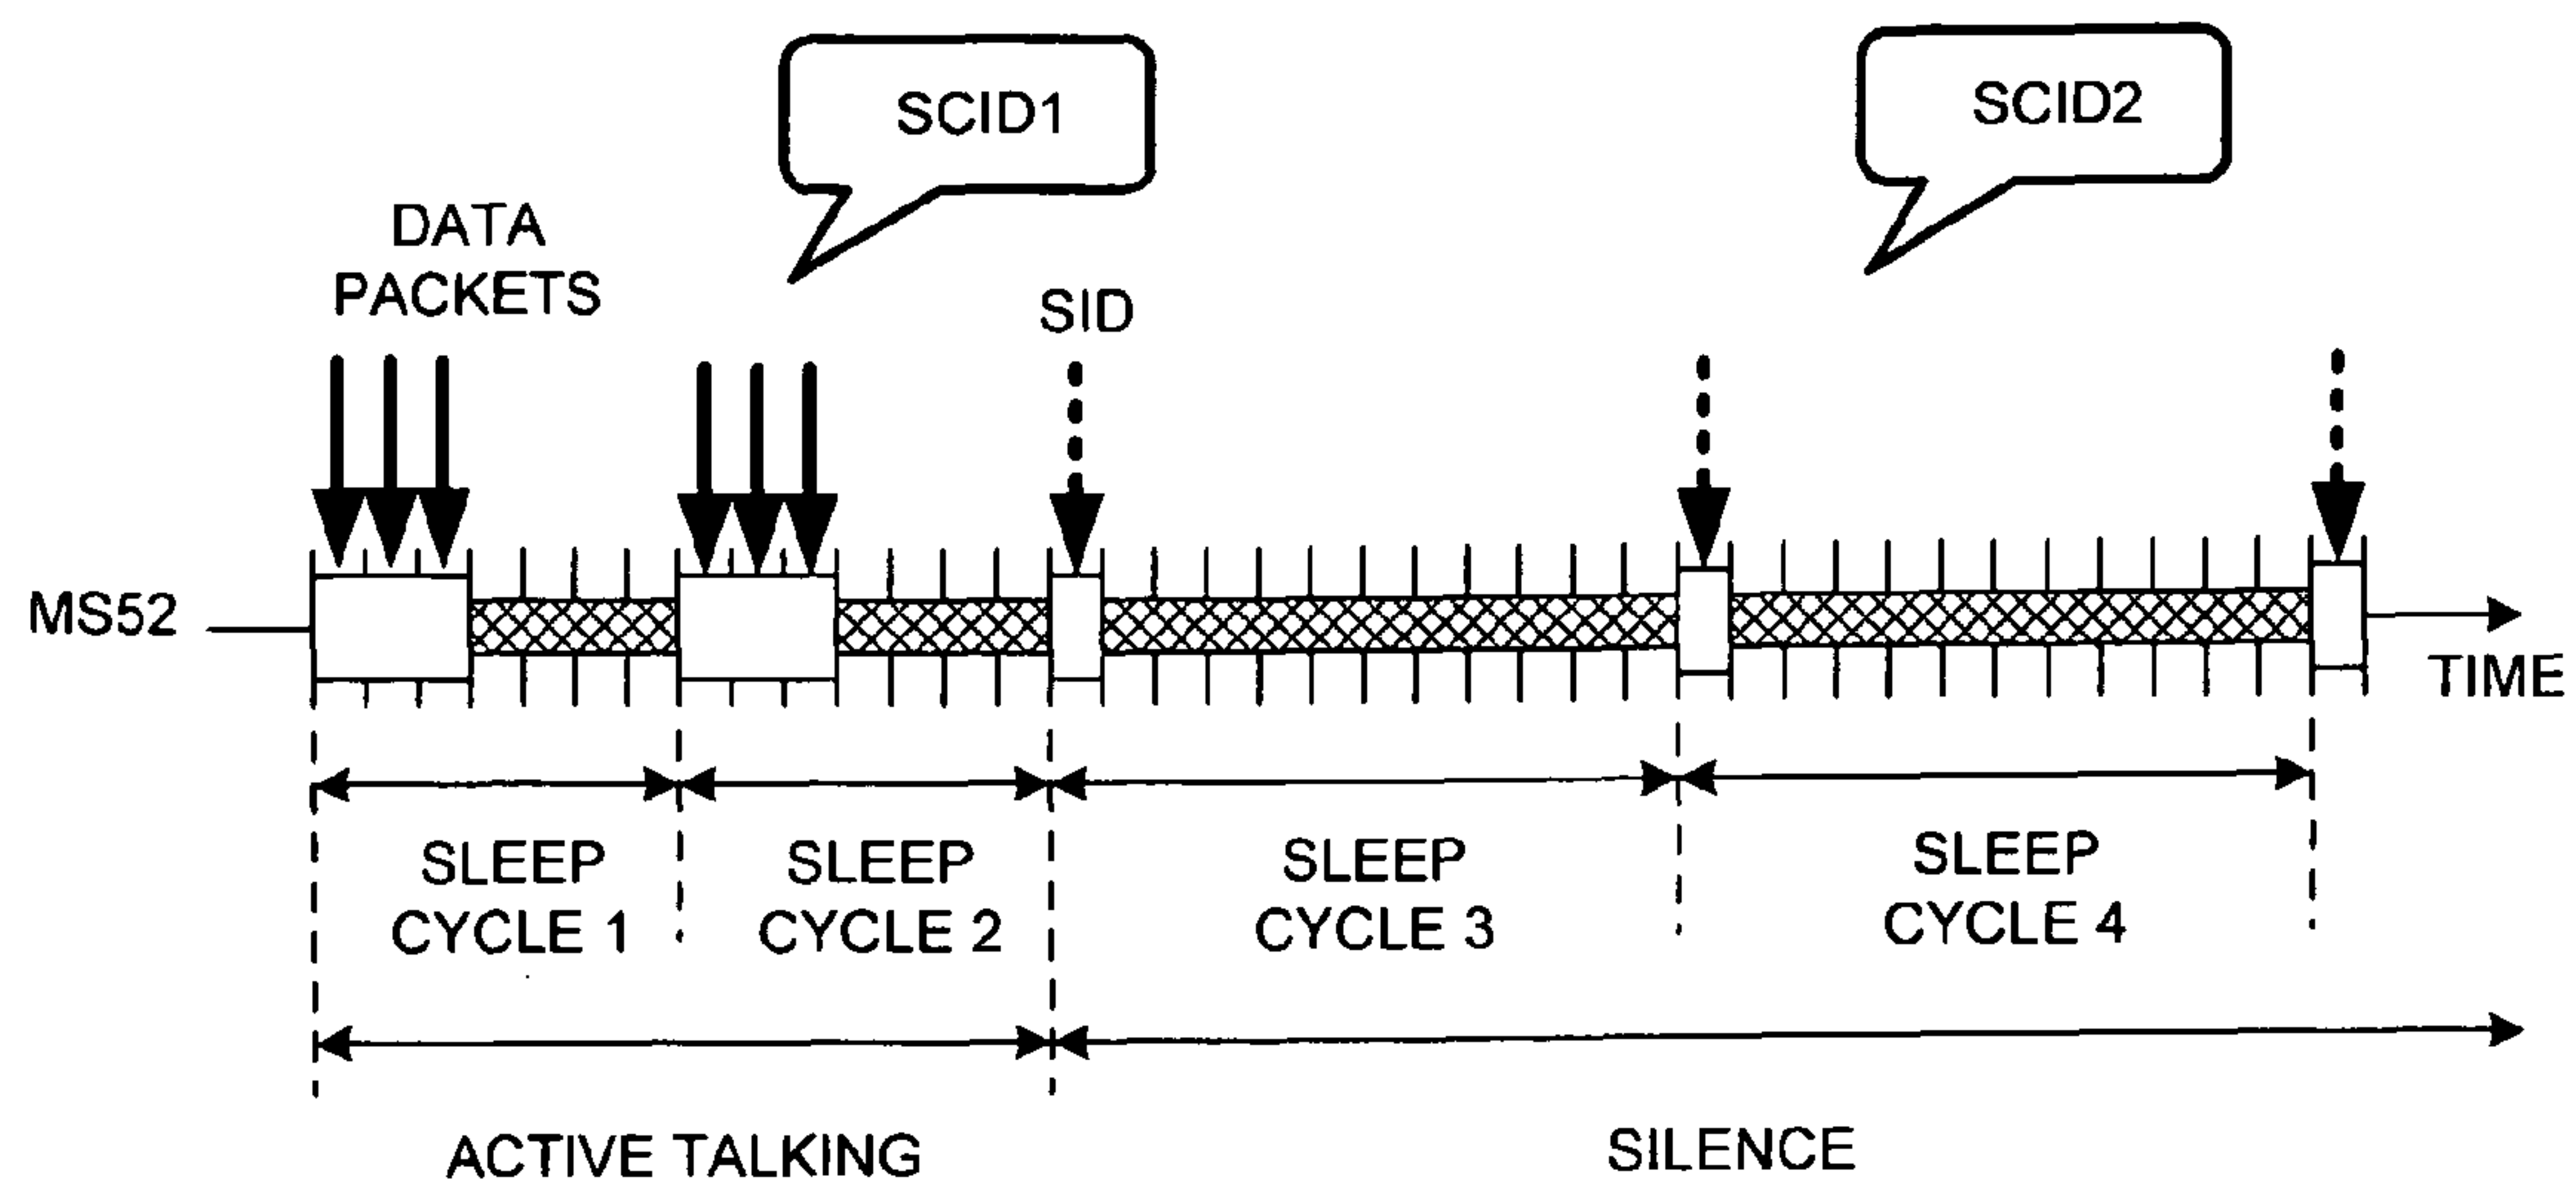 SCID1
SCID2
DATA
PACKETS
SID
MS52
TIME
SLEEP
CYCLE 1
SLEEP
CYCLE 2
SLEEP
CYCLE 3
SLEEP
CYCLE 4
ACTIVE TALKING
SILENCE